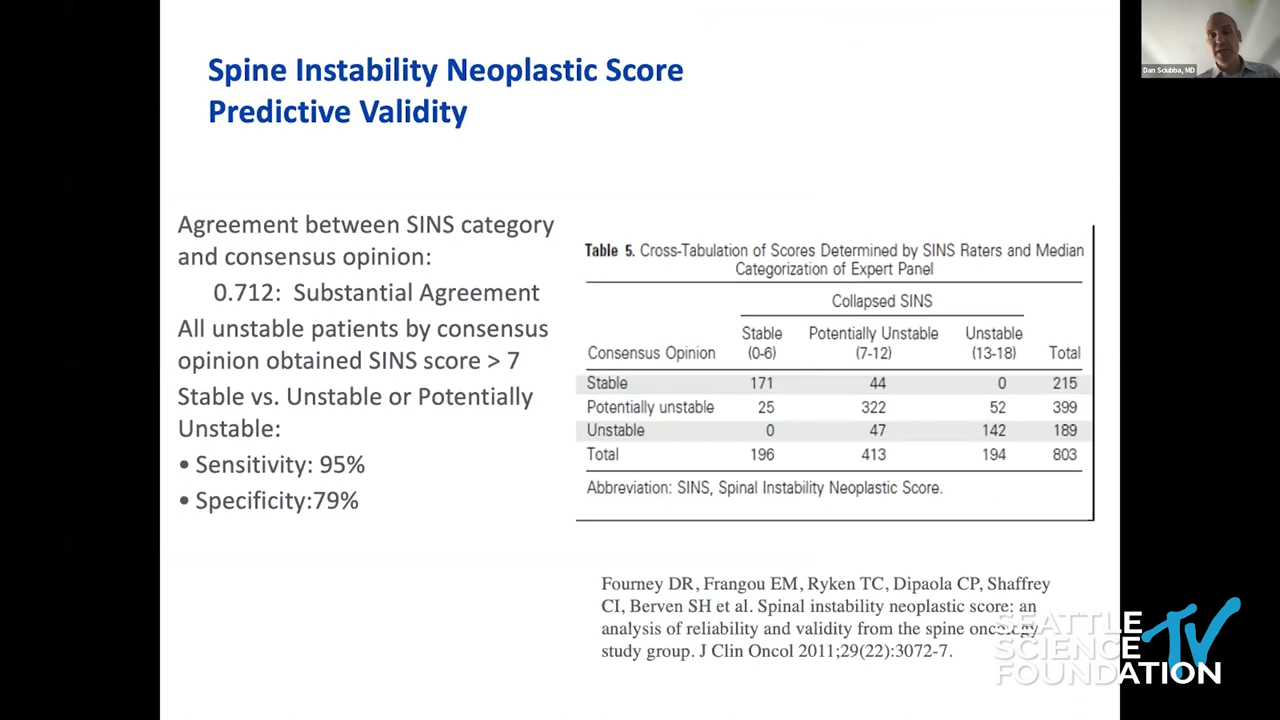 Spine Instability Neoplastic Score
Predictive Validity
Dan Sciubba, MD
Agreement between SINS category
and consensus opinion:
0.712: Substantial Agreement
All unstable patients by consensus
opinion obtained SINS score > 7
Stable vs. Unstable or Potentially
Unstable:
• Sensitivity: 95%
• Specificity:79%
Table 5. Cross-Tabulation of Scores Determined by SINS Raters and Median
Categorization of Expert Panel
Collapsed SINS
Stable Potentially Unstable Unstable
Consensus Opinion (0-6) (7-12) (13-18) Total
Stable 171 44 0 215
Potentially unstable 25 322 52 399
Unstable 0 47 142 189
Total 196 413 194 803
Abbreviation: SINS, Spinal Instability Neoplastic Score.
Fourney DR, Frangou EM, Ryken TC, Dipaola CP, Shaffrey
CI, Berven SH et al. Spinal instability neoplastic score: an
analysis of reliability and validity from the spine oncology
study group. J Clin Oncol 2011;29(22):3072-7.
SEATTLE
SCIENCE
FOUNDATION
TV